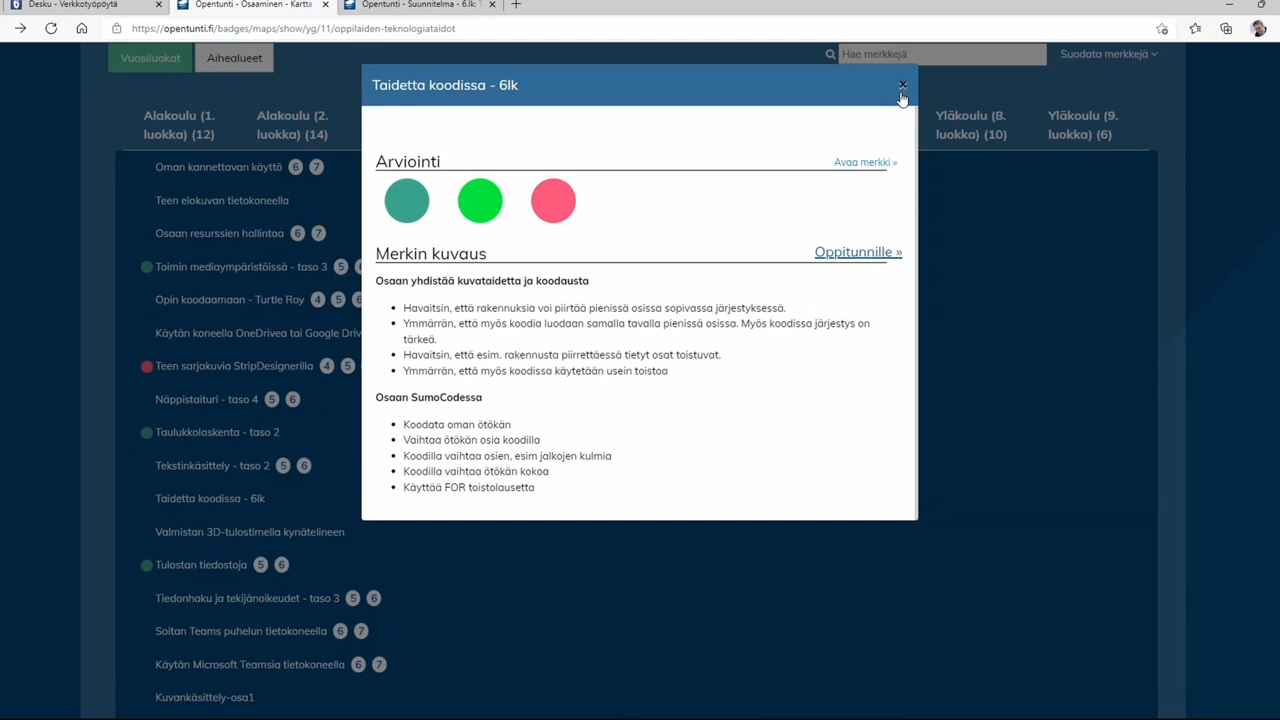 Desku - Verkkotyöpöytä
Opentunti - Osaaminen - Kartta
Opentunti - Suunnitelma - 6.lk:
https://opentunti.fi/badges/maps/show/yg/11/oppilaiden-teknologiataidot
Vuosiluokat
Aihealueet
Hae merkkejä
Suodata merkkejä
Alakoulu (1. luokka) (12)
Alakoulu (2. luokka) (14)
Yläkoulu (8. luokka) (10)
Yläkoulu (9. luokka) (6)
Oman kannettavan käyttö 6 7
Teen elokuvan tietokoneella
Osaan resurssien hallintaa 6 7
Toimin mediaympäristöissä - taso 3 5
Opin koodaamaan - Turtle Roy 4 5
Käytän koneella OneDrivea tai Google Driv
Teen sarjakuvia StripDesignerilla 4 5
Näppistaituri - taso 4 5 6
Taulukkolaskenta - taso 2
Tekstinkäsittely - taso 2 5 6
Taidetta koodissa - 6lk
Valmistan 3D-tulostimella kynätelineen
Tulostan tiedostoja 5 6
Tiedonhaku ja tekijänoikeudet - taso 3 5 6
Soitan Teams puhelun tietokoneella 6 7
Käytän Microsoft Teamsia tietokoneella 6 7
Kuvankäsittely-osa1
Taidetta koodissa - 6lk
Arviointi
Avaa merkki »
Merkin kuvaus
Oppitunnille »
Osaan yhdistää kuvataidetta ja koodausta
• Havaitsin, että rakennuksia voi piirtää pienissä osissa sopivassa järjestyksessä.
• Ymmärrän, että myös koodia luodaan samalla tavalla pienissä osissa. Myös koodissa järjestys on
tärkeä.
• Havaitsin, että esim. rakennusta piirrettäessä tietyt osat toistuvat.
• Ymmärrän, että myös koodissa käytetään usein toistoa
Osaan SumoCodessa
• Koodata oman ötökän
• Vaihtaa ötökän osia koodilla
• Koodilla vaihtaa osien, esim jalkojen kulmia
• Koodilla vaihtaa ötökän kokoa
• Käyttää FOR toistolausetta